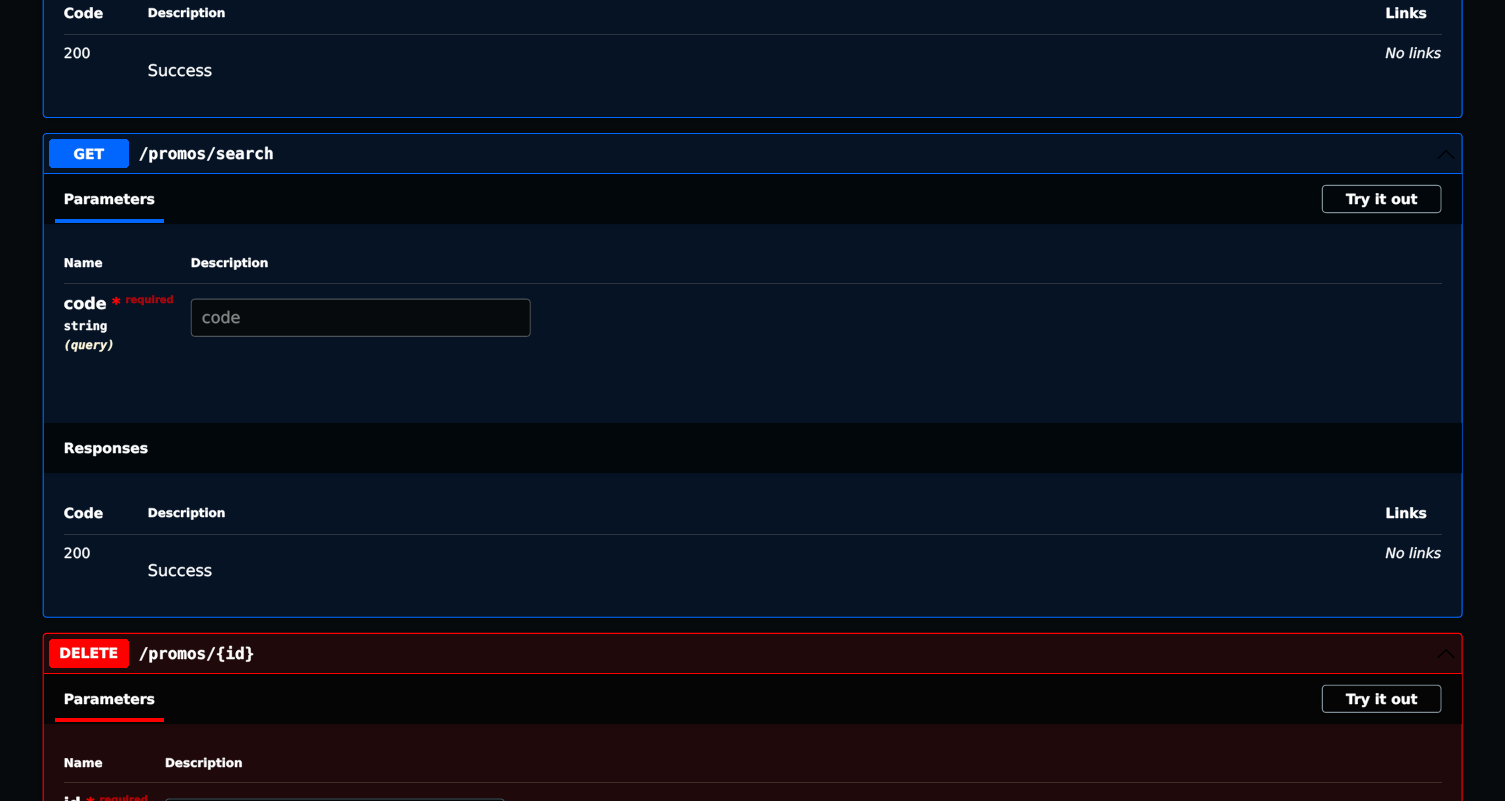 Code Description Links
200 No links
Success
GET /promos/search
Parameters Try it out
Name Description
code * required
string
(query)
code
Responses
Code Description Links
200 No links
Success
DELETE /promos/{id}
Parameters Try it out
Name Description
id * required